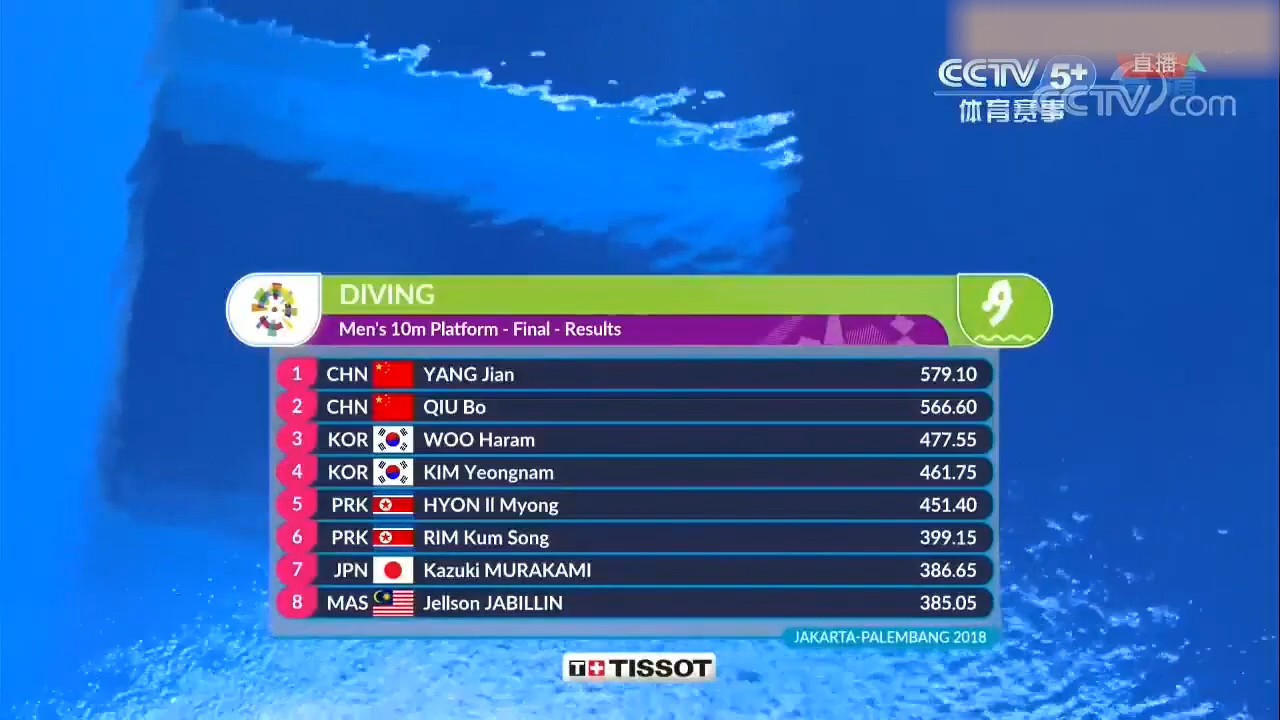 CCTV 5+
体育赛事
直播
CCTV com
DIVING
Men's 10m Platform - Final - Results
1 CHN YANG Jian 579.10
2 CHN QIU Bo 566.60
3 KOR WOO Haram 477.55
4 KOR KIM Yeongnam 461.75
5 PRK HYON Il Myong 451.40
6 PRK RIM Kum Song 399.15
7 JPN Kazuki MURAKAMI 386.65
8 MAS Jellson JABILLIN 385.05
JAKARTA-PALEMBANG 2018
T+ TISSOT